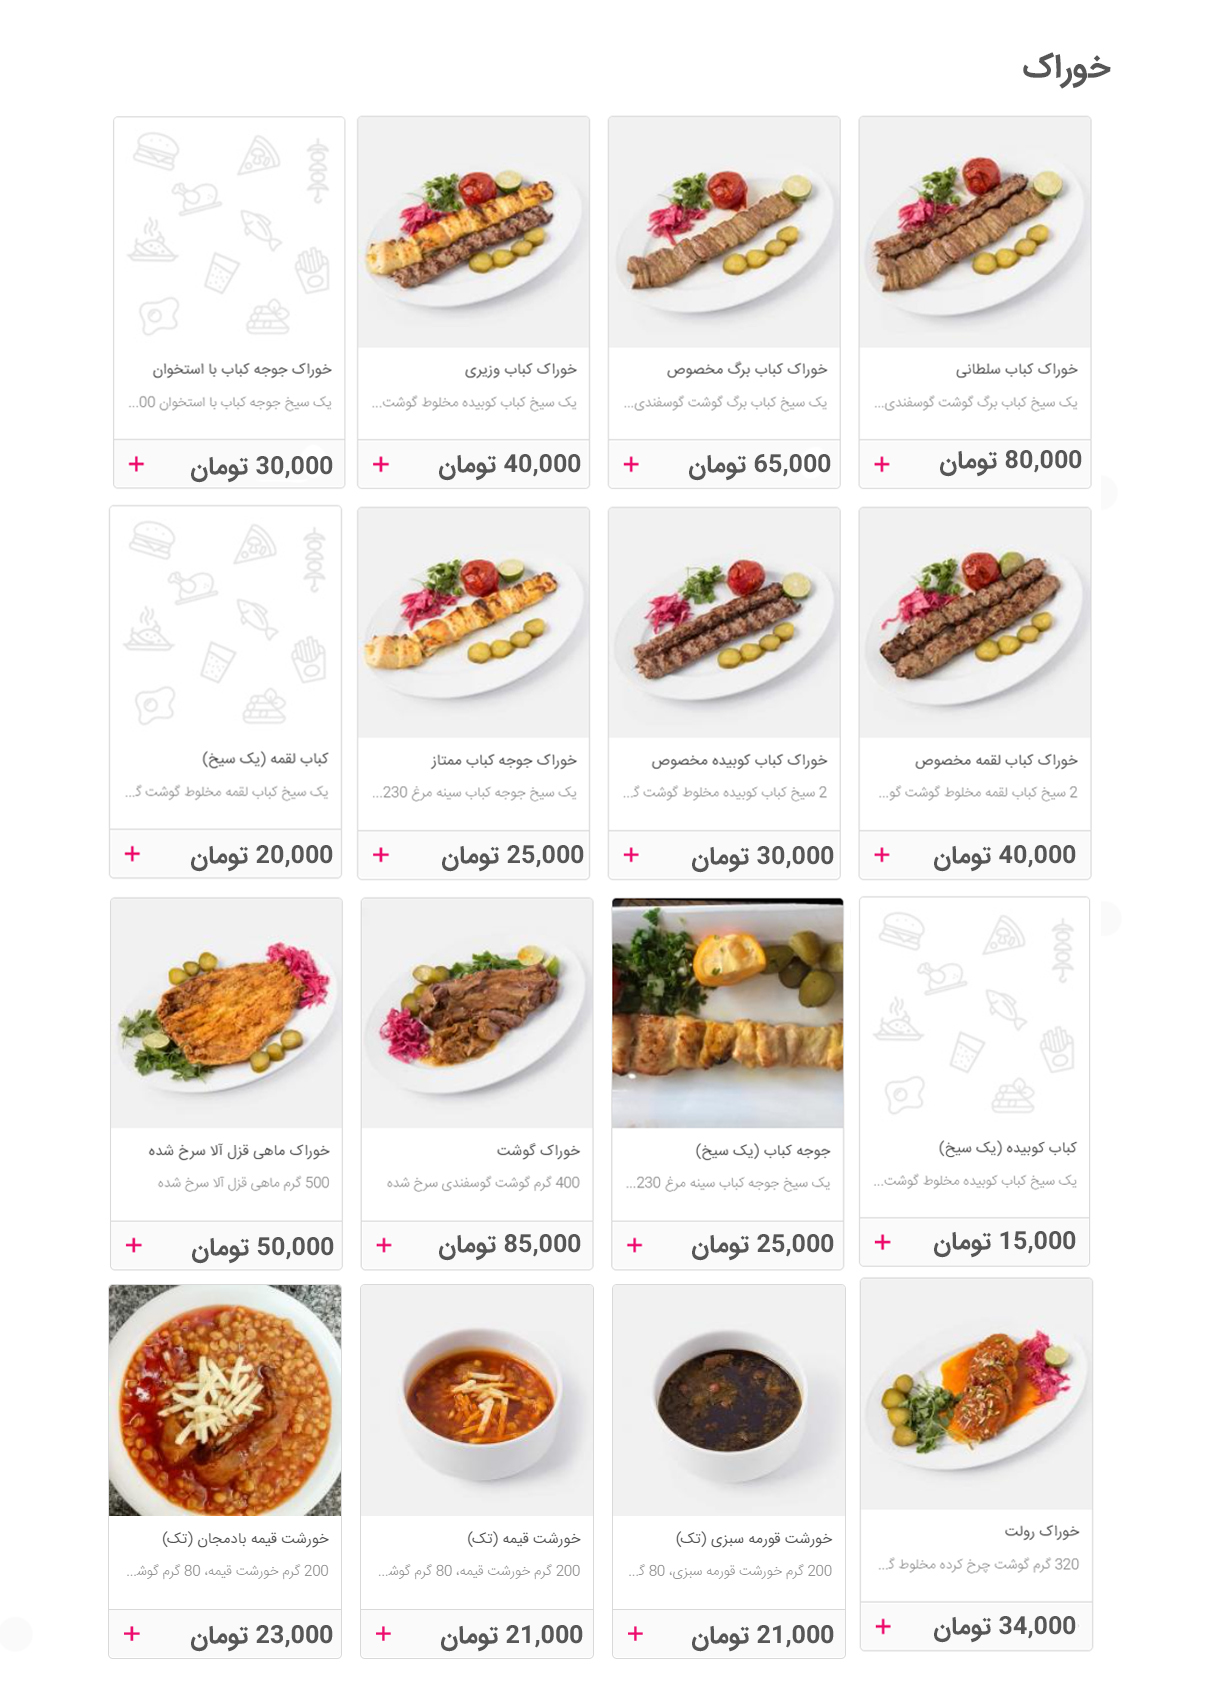 خوراک
خوراک کباب سلطانی
یک سیخ کباب برگ گوشت گوسفندی...
80,000 تومان
+
خوراک کباب برگ مخصوص
یک سیخ کباب برگ گوشت گوسفندی...
65,000 تومان
+
خوراک کباب وزیری
یک سیخ کباب کوبیده مخلوط گوشت...
40,000 تومان
+
خوراک جوجه کباب با استخوان
یک سیخ جوجه کباب با استخوان 00...
30,000 تومان
+
خوراک کباب لقمه مخصوص
2 سیخ کباب لقمه مخلوط گوشت گو...
40,000 تومان
+
خوراک کباب کوبیده مخصوص
2 سیخ کباب کوبیده مخلوط گوشت گ...
30,000 تومان
+
خوراک جوجه کباب ممتاز
یک سیخ جوجه کباب سینه مرغ 230...
25,000 تومان
+
کباب لقمه (یک سیخ)
یک سیخ کباب لقمه مخلوط گوشت گ...
20,000 تومان
+
کباب کوبیده (یک سیخ)
یک سیخ کباب کوبیده مخلوط گوشت...
15,000 تومان
+
جوجه کباب (یک سیخ)
یک سیخ جوجه کباب سینه مرغ 230...
25,000 تومان
+
خوراک گوشت
400 گرم گوشت گوسفندی سرخ شده
85,000 تومان
+
خوراک ماهی قزل آلا سرخ شده
500 گرم ماهی قزل آلا سرخ شده
50,000 تومان
+
خوراک رولت
320 گرم گوشت چرخ کرده مخلوط گ...
34,000 تومان
+
خورشت قورمه سبزی (تک)
200 گرم خورشت قورمه سبزی، 80 گ...
21,000 تومان
+
خورشت قیمه (تک)
200 گرم خورشت قیمه، 80 گرم گوش...
21,000 تومان
+
خورشت قیمه بادمجان (تک)
200 گرم خورشت قیمه، 80 گرم گوش...
23,000 تومان
+